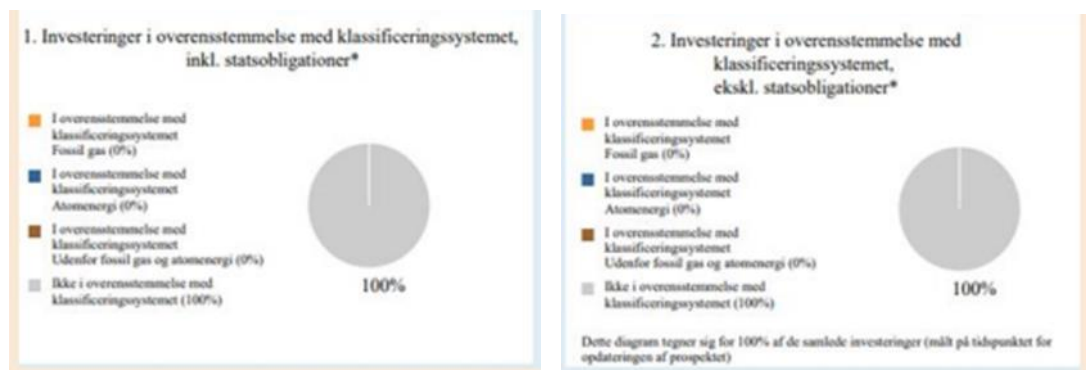 1. Investeringer i overensstemmelse med klassificeringssystemet,
inkl. statsobligationer*
I overensstemmelse med
klassificeringssystemet
Fossil gas (0%)
I overensstemmelse med
klassificeringssystemet
Atomenergi (0%)
I overensstemmelse med
klassificeringssystemet
Udenfor fossil gas og atomenergi (0%)
Ikke i overensstemmelse med
klassificeringssystemet (100%)
100%
2. Investeringer i overensstemmelse med
klassificeringssystemet,
ekskl. statsobligationer*
I overensstemmelse med
klassificeringssystemet
Fossil gas (0%)
I overensstemmelse med
klassificeringssystemet
Atomenergi (0%)
I overensstemmelse med
klassificeringssystemet
Udenfor fossil gas og atomenergi (0%)
Ikke i overensstemmelse med
klassificeringssystemet (100%)
100%
Dette diagram tegner sig for 100% af de samlede investeringer (målt på tidspunktet for
opdateringen af prospektet)